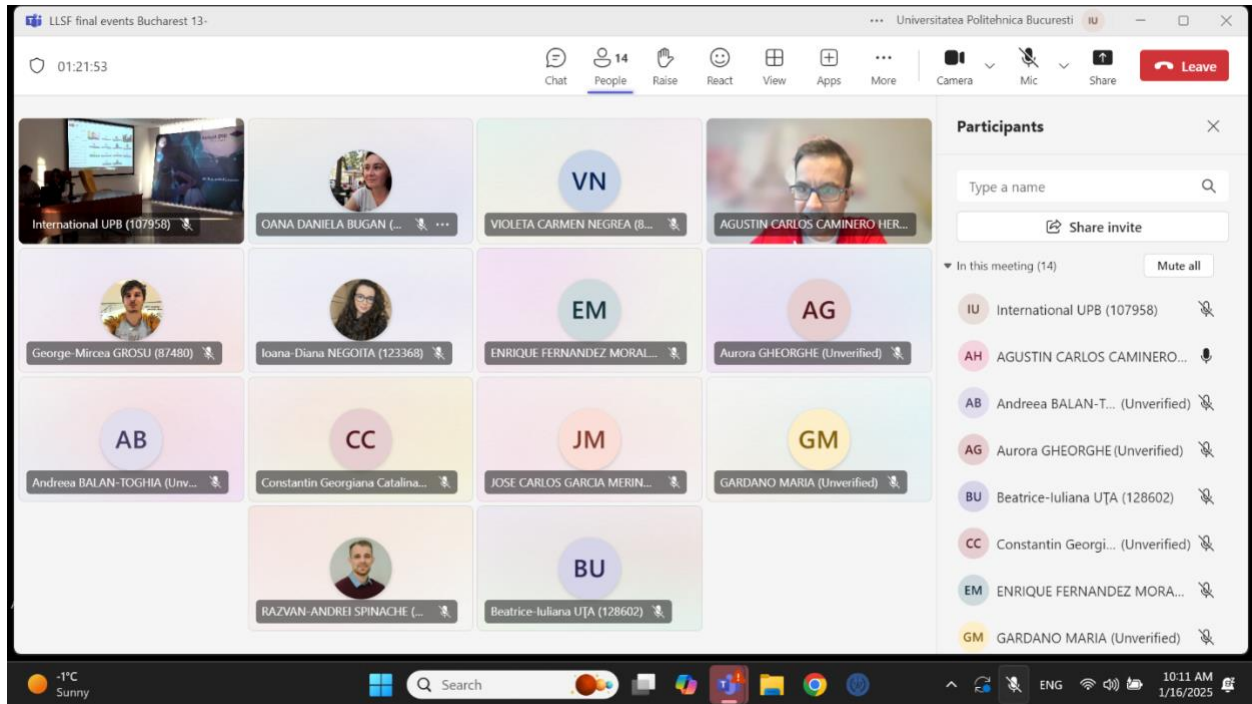 LLSF final events Bucharest 13-
... Universitatea Politehnica Bucuresti IU
01:21:53
14
Chat People Raise React View Apps More Camera Mic Share Leave
International UPB (107958)
OANA DANIELA BUGAN (... ...
VN
VIOLETA CARMEN NEGREA (8...
AGUSTIN CARLOS CAMINERO HER...
George-Mircea GROSU (87480)
Ioana-Diana NEGOITA (123368)
EM
ENRIQUE FERNANDEZ MORAL...
AG
Aurora GHEORGHE (Unverified)
AB
Andreea BALAN-TOGHIA (Unv...
CC
Constantin Georgiana Catalina...
JM
JOSE CARLOS GARCIA MERIN...
GM
GARDANO MARIA (Unverified)
RAZVAN-ANDREI SPINACHE (...
BU
Beatrice-Iuliana UȚA (128602)
Participants
Type a name
Share invite
In this meeting (14) Mute all
IU International UPB (107958)
AH AGUSTIN CARLOS CAMINERO...
AB Andreea BALAN-T... (Unverified)
AG Aurora GHEORGHE (Unverified)
BU Beatrice-Iuliana UȚA (128602)
CC Constantin Georgi... (Unverified)
EM ENRIQUE FERNANDEZ MORA...
GM GARDANO MARIA (Unverified)
-1°C
Sunny
Search
ENG
10:11 AM
1/16/2025